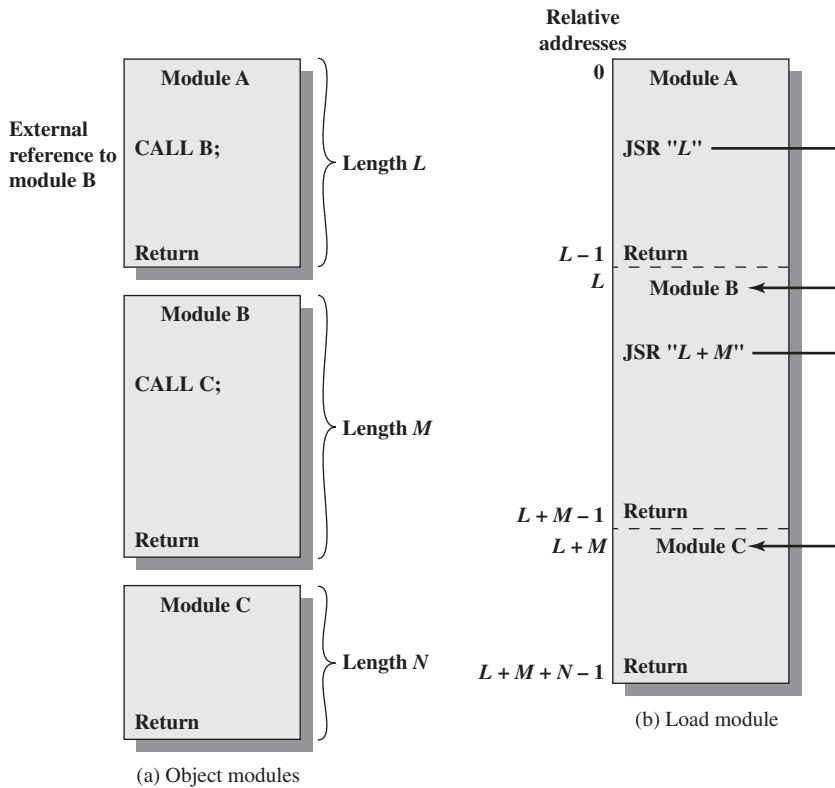 External
reference to
module B
Module A
CALL B;
Return
Length L
Module B
CALL C;
Return
Length M
Module C
Return
Length N
(a) Object modules
Relative
addresses
0
Module A
JSR "L"
L – 1
Return
L
Module B
JSR "L + M"
L + M – 1
Return
L + M
Module C
L + M + N – 1
Return
(b) Load module